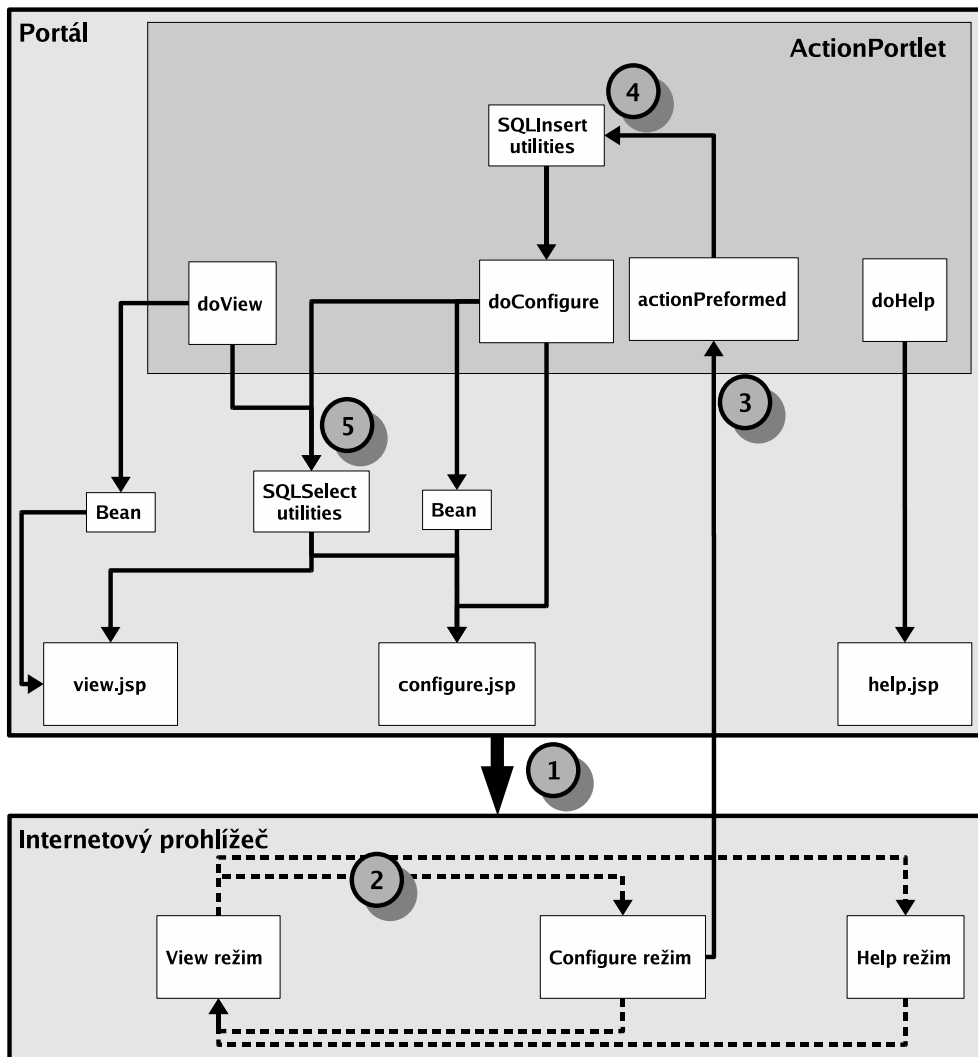 Portál
ActionPortlet
4
SQLInsert
utilities
doView
doConfigure
actionPreformed
doHelp
3
5
Bean
SQLSelect
utilities
Bean
view.jsp
configure.jsp
help.jsp
1
Internetový prohlížeč
2
View režim
Configure režim
Help režim